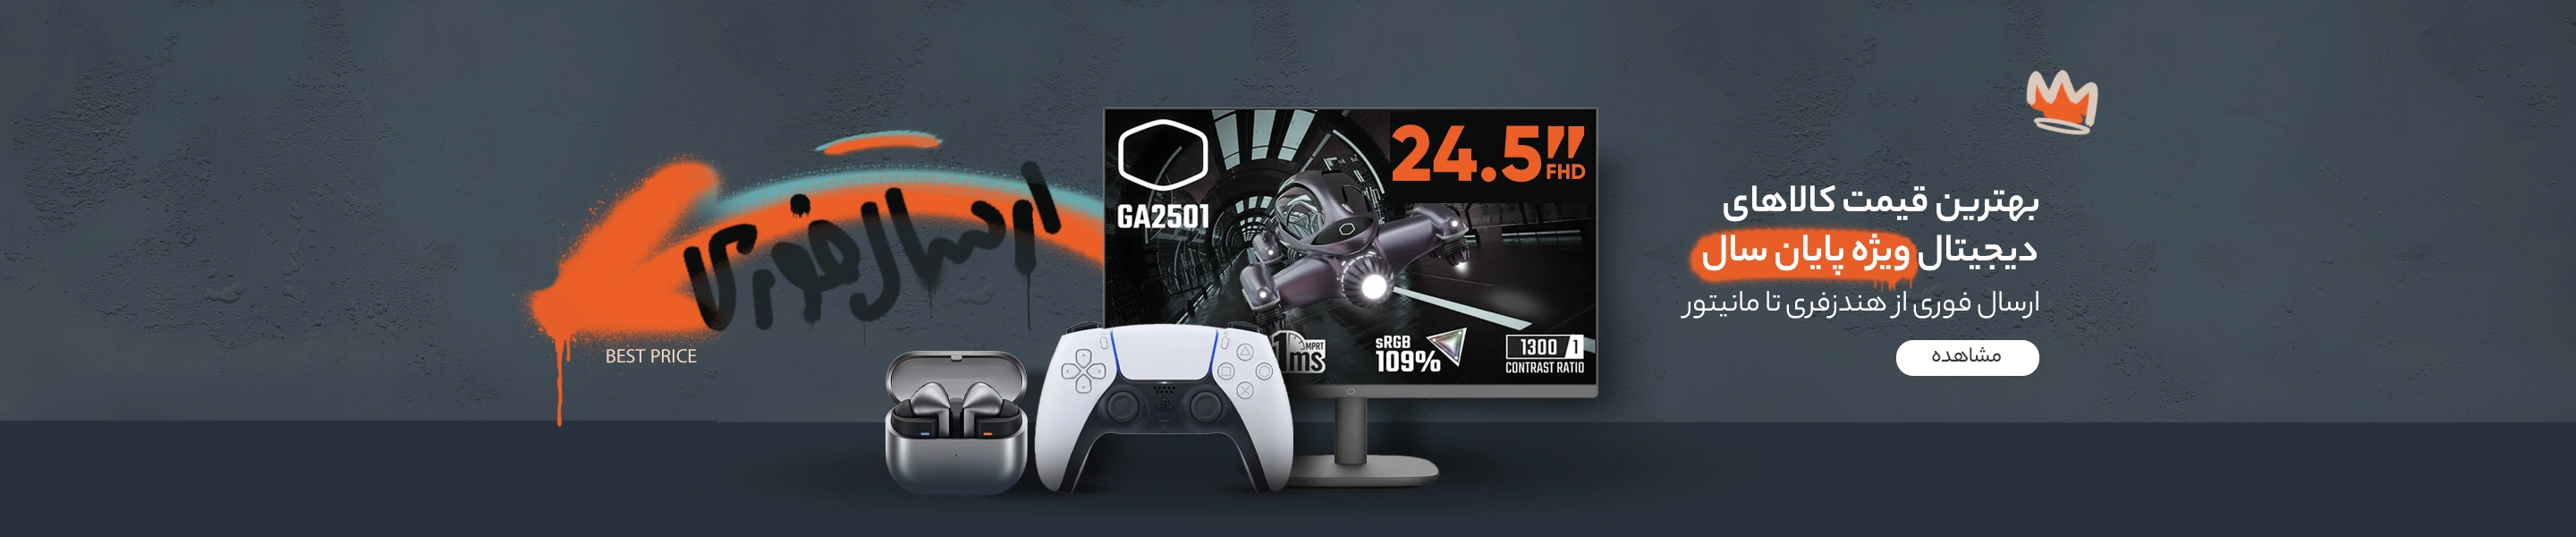 بهترین قیمت کالاهای
دیجیتال ویژه پایان سال
ارسال فوری از هندزفری تا مانیتور
مشاهده
24.5"
FHD
GA2501
1ms
MPRT
sRGB
109%
1300/1
CONTRAST RATIO
ارسال فوری
BEST PRICE